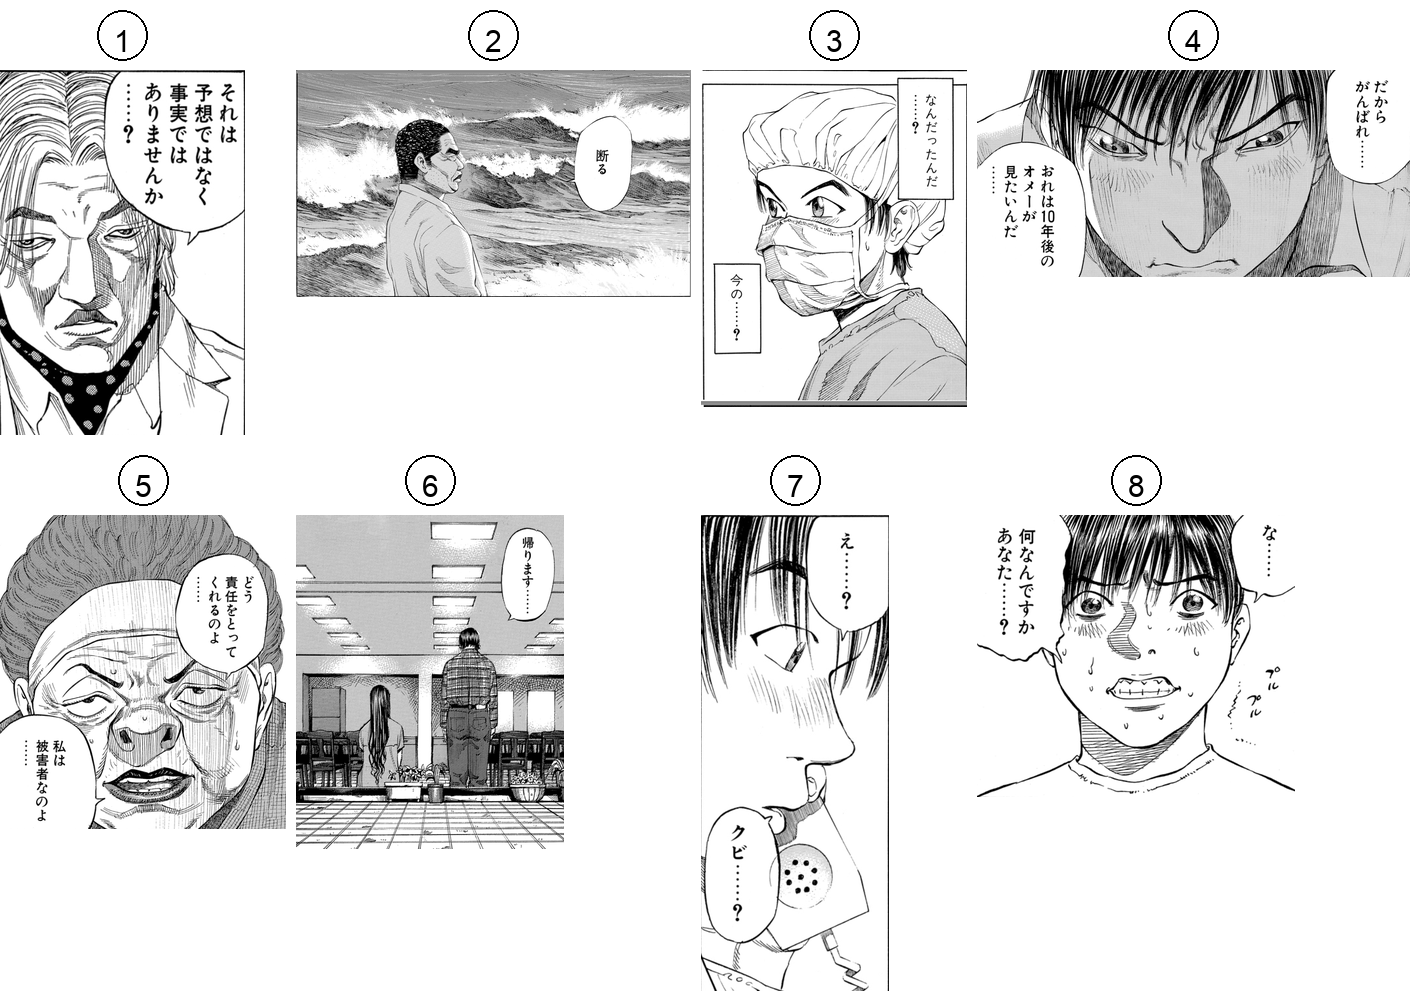 1
それは
予想ではなく
事実では
ありませんか
……？
2
断る
3
なんだったんだ
……？
今の……？
4
だから
がんばれ……
おれは10年後の
オメーが
見たいんだ
……
5
どう
責任をとって
くれるのよ
……
私は
被害者なのよ
……
6
帰ります……
7
え……？
クビ……？
8
な……
何なんですか
あなた……？
プル
プル